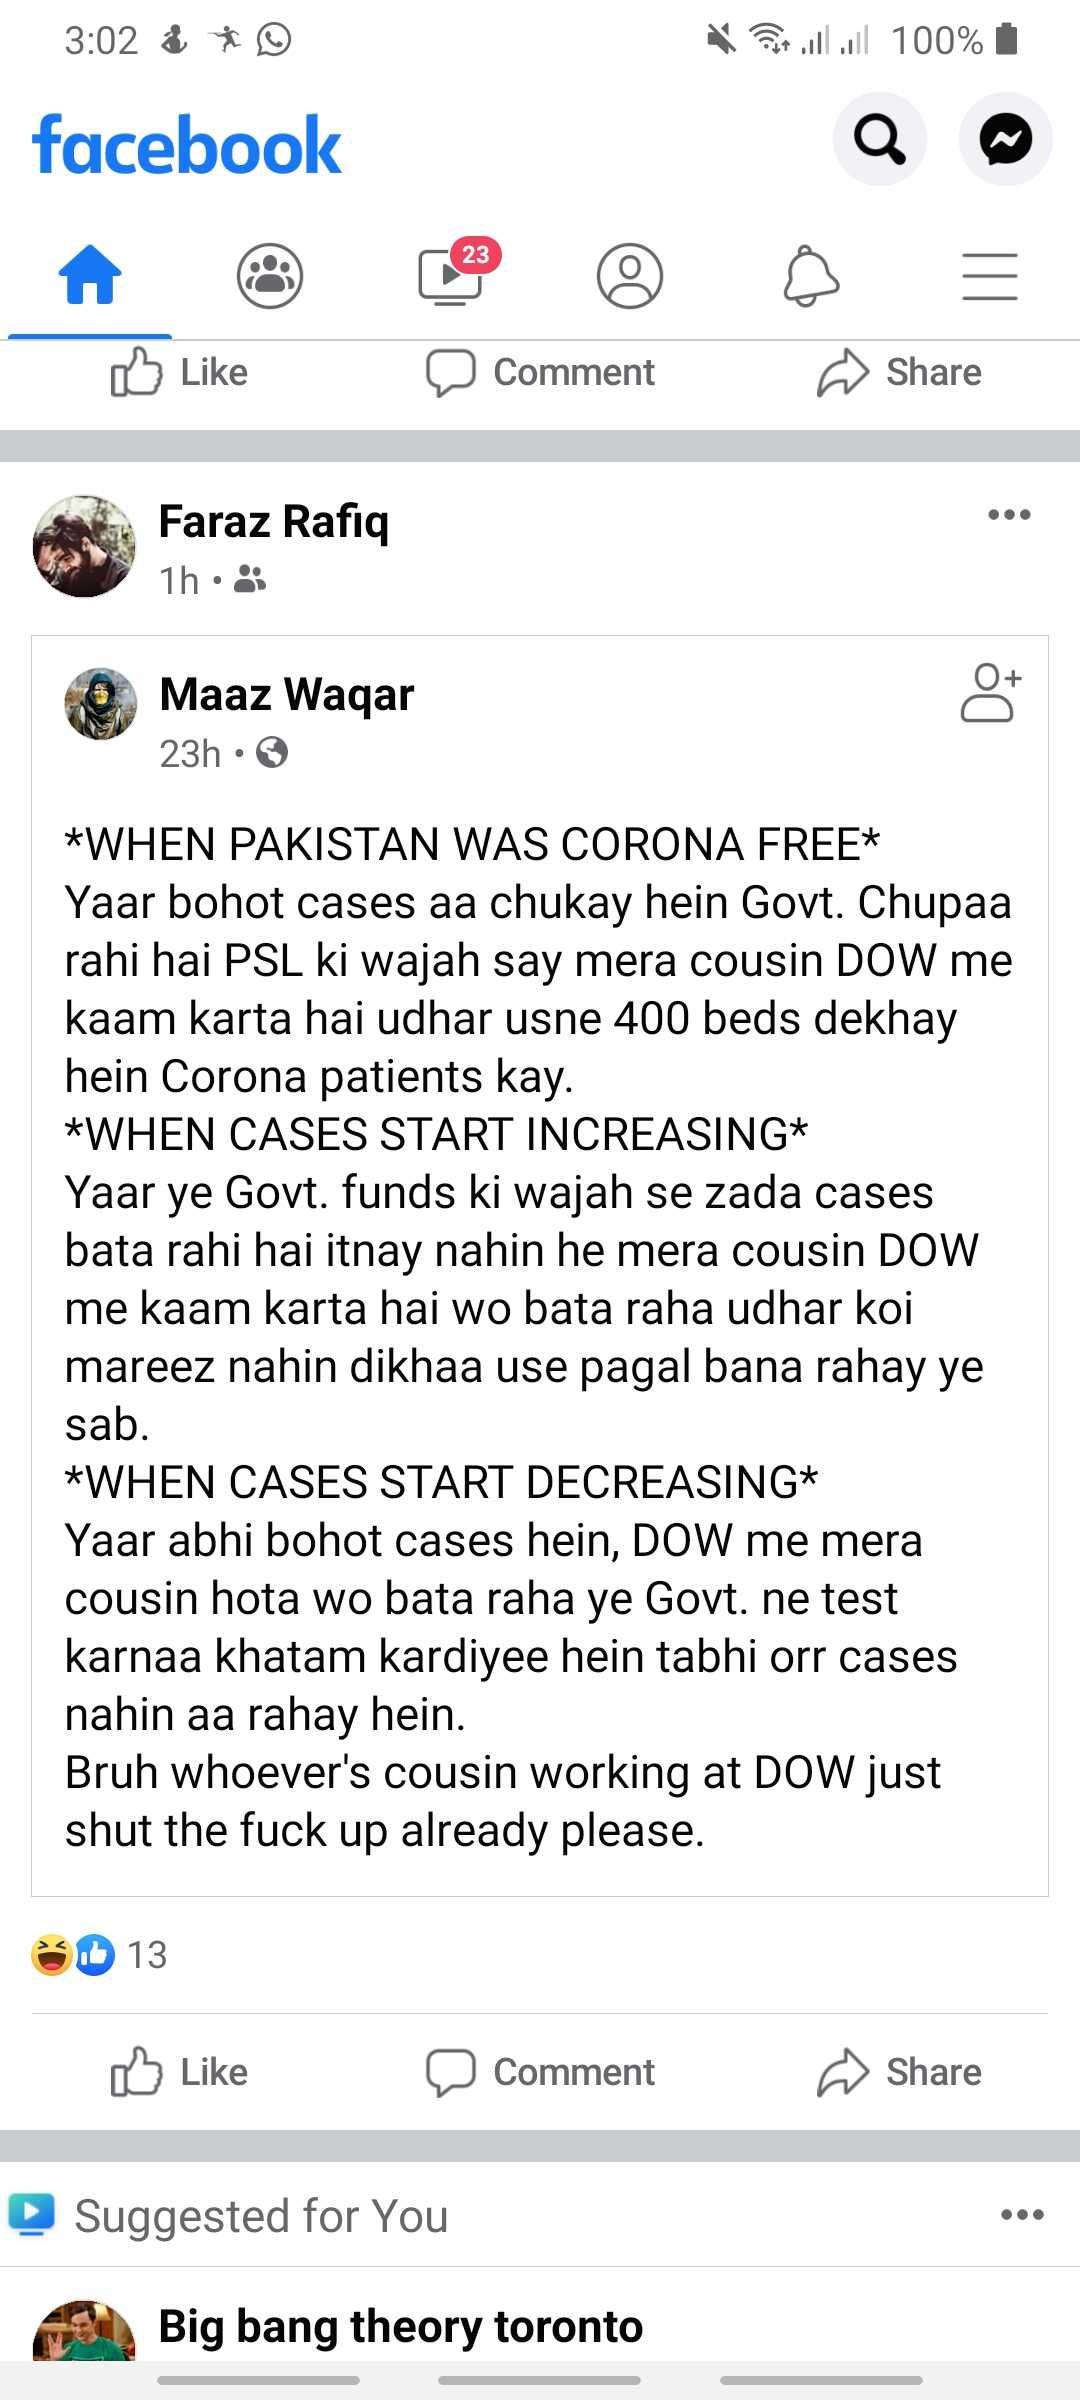 3:02 100%
facebook
23
Like Comment Share
Faraz Rafiq
1h •
Maaz Waqar
23h •
*WHEN PAKISTAN WAS CORONA FREE*
Yaar bohot cases aa chukay hein Govt. Chupaa
rahi hai PSL ki wajah say mera cousin DOW me
kaam karta hai udhar usne 400 beds dekhay
hein Corona patients kay.
*WHEN CASES START INCREASING*
Yaar ye Govt. funds ki wajah se zada cases
bata rahi hai itnay nahin he mera cousin DOW
me kaam karta hai wo bata raha udhar koi
mareez nahin dikhaa use pagal bana rahay ye
sab.
*WHEN CASES START DECREASING*
Yaar abhi bohot cases hein, DOW me mera
cousin hota wo bata raha ye Govt. ne test
karnaa khatam kardiyee hein tabhi orr cases
nahin aa rahay hein.
Bruh whoever's cousin working at DOW just
shut the fuck up already please.
13
Like Comment Share
Suggested for You
Big bang theory toronto